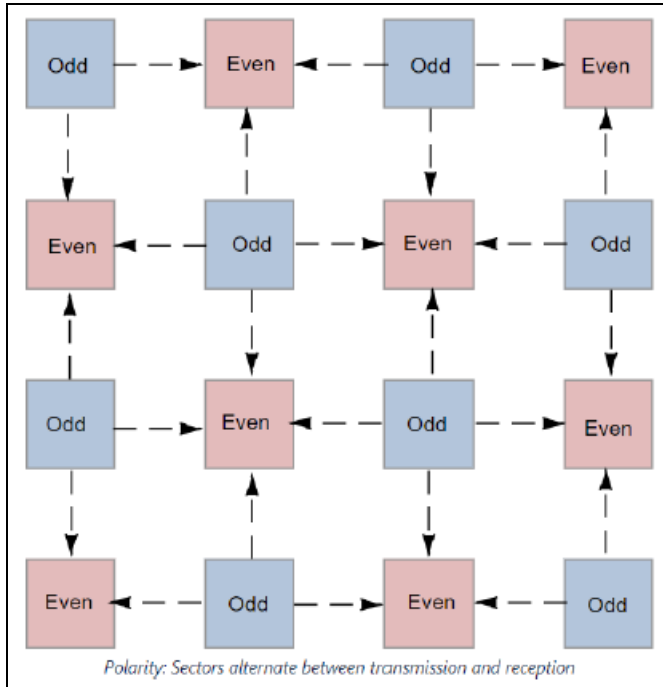 Odd Even Odd Even
Even Odd Even Odd
Odd Even Odd Even
Even Odd Even Odd
Polarity: Sectors alternate between transmission and reception